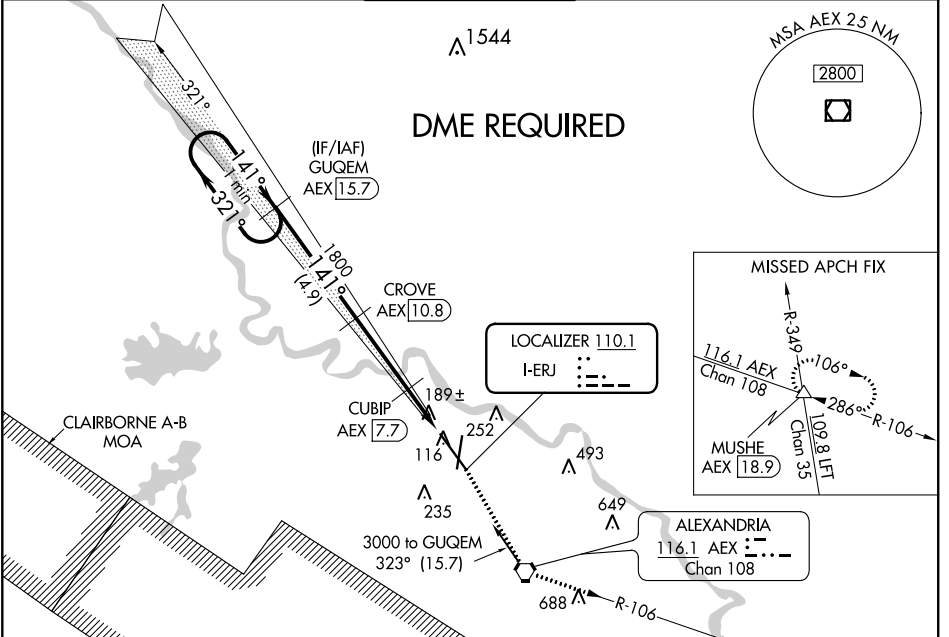 1544
MSA AEX 25 NM
2800
DME REQUIRED
321°
(IF/IAF)
GUQEM
AEX 15.7
141°
1 min
321°
1800
141°
(4.9)
CROVE
AEX 10.8
MISSED APCH FIX
R-349
116.1 AEX
Chan 108
106°
286°
R-106
109.8 LFT
Chan 35
MUSHE
AEX 18.9
LOCALIZER 110.1
I-ERJ
189±
CUBIP
AEX 7.7
252
116
CLAIRBORNE A-B
MOA
493
235
649
3000 to GUQEM
323° (15.7)
ALEXANDRIA
116.1 AEX
Chan 108
688
R-106